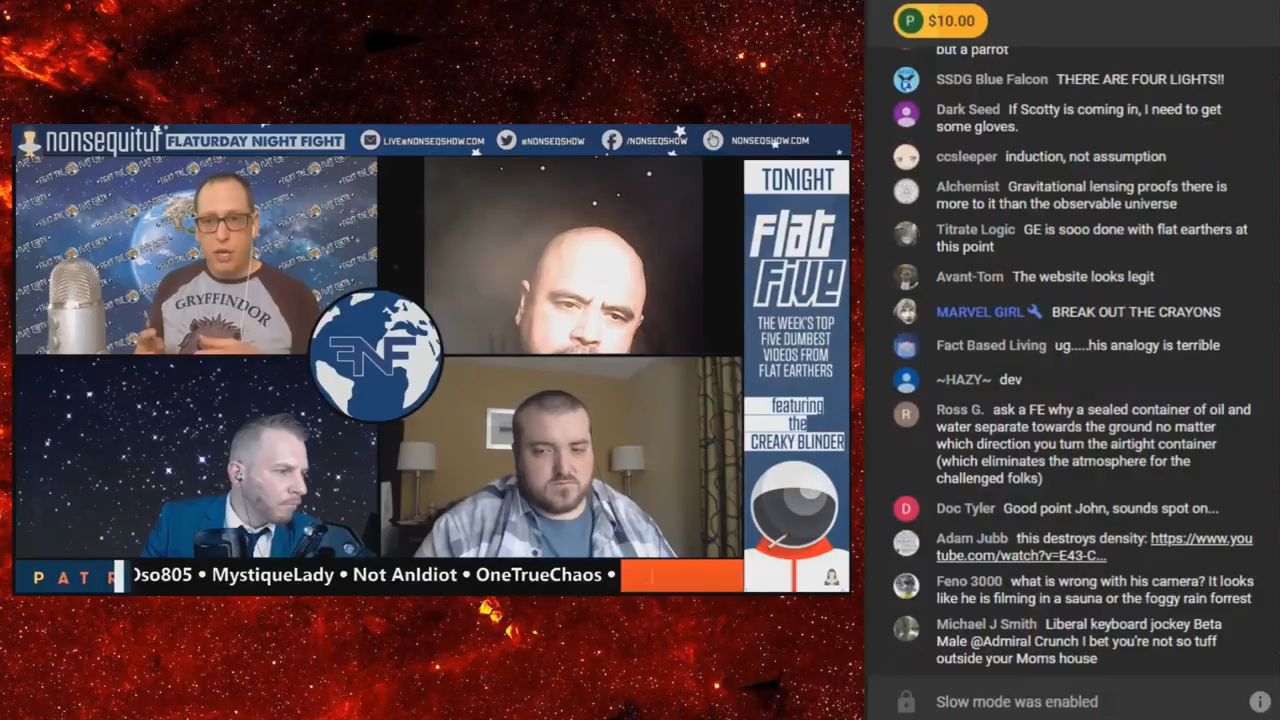 P $10.00
but a parrot
SSDG Blue Falcon THERE ARE FOUR LIGHTS!!
Dark Seed If Scotty is coming in, I need to get
some gloves.
ccsleeper induction, not assumption
Alchemist Gravitational lensing proofs there is
more to it than the observable universe
Titrate Logic GE is sooo done with flat earthers at
this point
Avant-Tom The website looks legit
MARVEL GIRL BREAK OUT THE CRAYONS
Fact Based Living ug.....his analogy is terrible
~HAZY~ dev
R Ross G. ask a FE why a sealed container of oil and
water separate towards the ground no matter
which direction you turn the airtight container
(which eliminates the atmosphere for the
challenged folks)
D Doc Tyler Good point John, sounds spot on...
Adam Jubb this destroys density: https://www.you
tube.com/watch?v=E43-C...
Feno 3000 what is wrong with his camera? It looks
like he is filming in a sauna or the foggy rain forrest
Michael J Smith Liberal keyboard jockey Beta
Male @Admiral Crunch I bet you're not so tuff
outside your Moms house
Slow mode was enabled
nonsequitur FLATURDAY NIGHT FIGHT LIVE@NONSEQSHOW.COM @NONSEQSHOW /NONSEQSHOW NONSEQSHOW.COM
GRYFFINDOR
FNF
TONIGHT
Flat
Five
THE WEEK'S TOP
FIVE DUMBEST
VIDEOS FROM
FLAT EARTHERS
featuring
the
CREAKY BLINDER
PATR Oso805 • MystiqueLady • Not AnIdiot • OneTrueChaos •